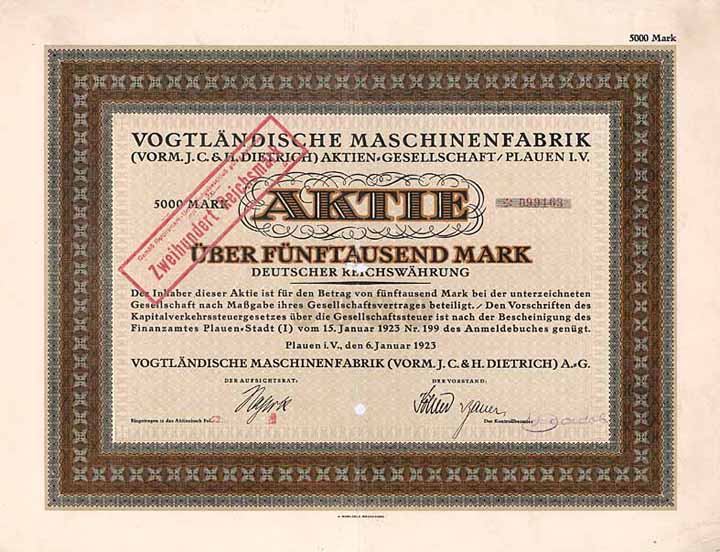 5000 Mark
VOGTLÄNDISCHE MASCHINENFABRIK
(VORM. J. C. & H. DIETRICH) AKTIEN-GESELLSCHAFT / PLAUEN I. V.
5000 MARK
AKTIE
ÜBER FÜNFTAUSEND MARK
DEUTSCHER REICHSWÄHRUNG
Zweihundert Reichsmark
Der Inhaber dieser Aktie ist für den Betrag von fünftausend Mark bei der unterzeichneten
Gesellschaft nach Maßgabe ihres Gesellschaftsvertrages beteiligt. / Den Vorschriften des
Kapitalverkehrssteuergesetzes über die Gesellschaftssteuer ist nach der Bescheinigung des
Finanzamtes Plauen-Stadt (I) vom 15. Januar 1923 Nr. 199 des Anmeldebuches genügt.
Plauen i. V., den 6. Januar 1923
VOGTLÄNDISCHE MASCHINENFABRIK (VORM. J. C. & H. DIETRICH) A.-G.
DER AUFSICHTSRAT:
DER VORSTAND:
Eingetragen in das Aktienbuch
Der Kontrollbeamte